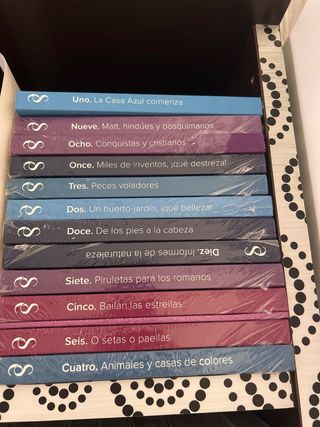 Uno. La Casa Azul comienza
Nueve. Matt, hindúes y bosquimanos
Ocho. Conquistas y cristianos
Once. Miles de inventos, ¡qué destreza!
Tres. Peces voladores
Dos. Un huerto-jardín, ¡qué belleza!
Doce. De los pies a la cabeza
Diez. Informes de la naturaleza
Siete. Piruletas para los romanos
Cinco. Bailan las estrellas
Seis. O setas o paellas
Cuatro. Animales y casas de colores